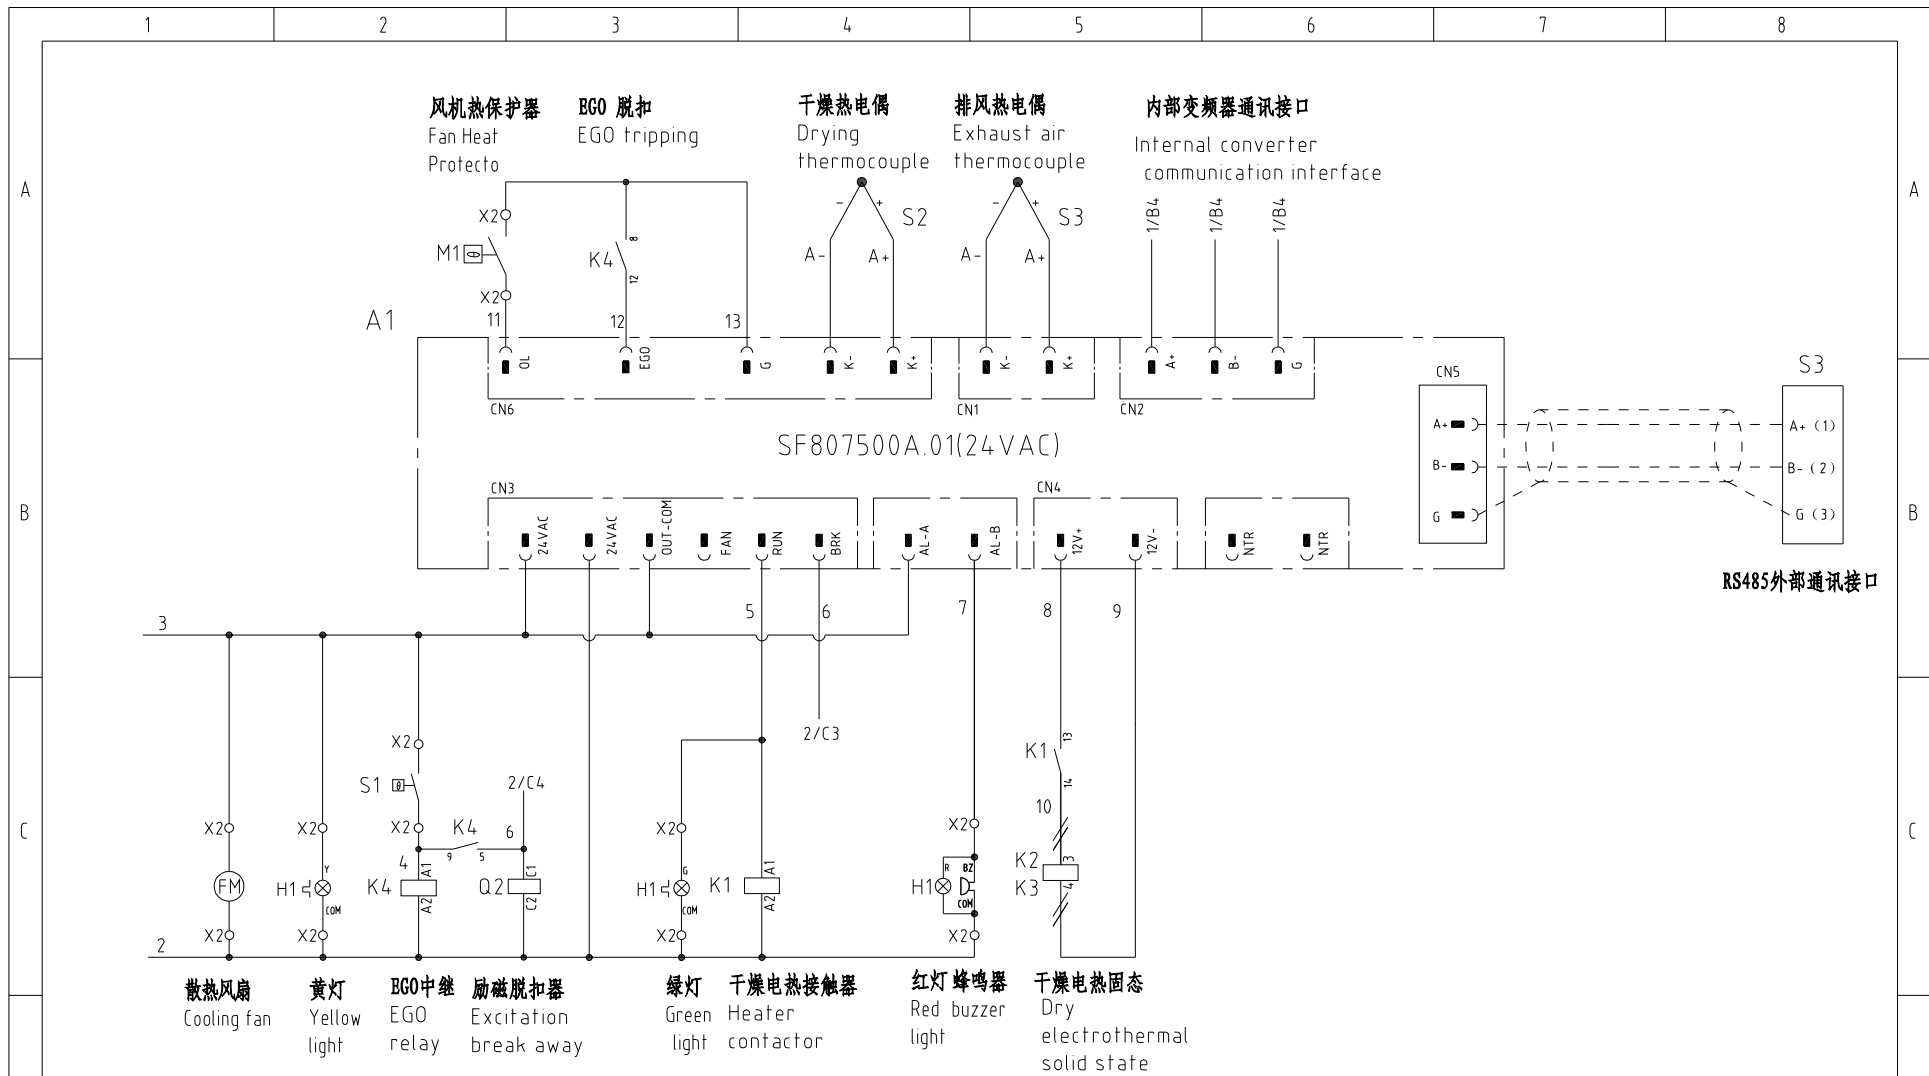 1 2 3 4 5 6 7 8
风机热保护器
Fan Heat
Protecto
EGO 脱扣
EGO tripping
干燥热电偶
Drying
thermocouple
排风热电偶
Exhaust air
thermocouple
内部变频器通讯接口
Internal converter
communication interface
A
A
X2
M1
θ
X2
K4
8
12
-
+
S2
A-
A+
-
+
S3
A-
A+
1/B4
1/B4
1/B4
A1
11
12
13
OL
EGO
G
K-
K+
K-
K+
A+
B-
G
CN6
CN1
CN2
CN5
A+
B-
G
S3
A+ (1)
B- (2)
G (3)
RS485外部通讯接口
SF807500A.01(24VAC)
B
B
CN3
24VAC
24VAC
OUT-COM
FAN
RUN
BRK
AL-A
AL-B
CN4
12V+
12V-
NTR
NTR
3
5
6
7
8
9
2/C3
C
C
X2
FM
X2
X2
H1
Y
COM
X2
X2
S1
θ
X2
4
K4
A1
A2
K4
9
5
2/C4
6
Q2
C1
C2
X2
H1
G
COM
X2
K1
A1
A2
X2
H1
R
BZ
COM
X2
K1
13
14
10
K2
K3
3
4
2
散热风扇
Cooling fan
黄灯
Yellow
light
EGO中继
EGO
relay
励磁脱扣器
Excitation
break away
绿灯
Green
light
干燥电热接触器
Heater
contactor
红灯 蜂鸣器
Red buzzer
light
干燥电热固态
Dry
electrothermal
solid state